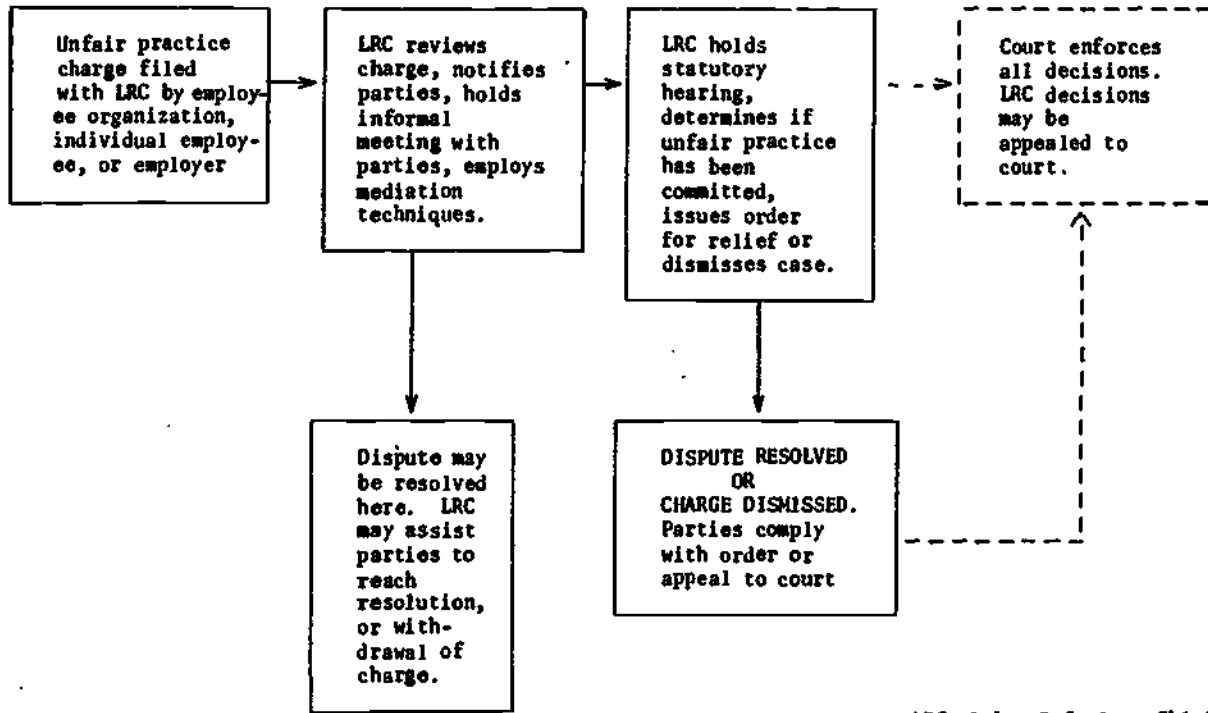 Unfair practice
charge filed
with LRC by employ-
ee organization,
individual employ-
ee, or employer
LRC reviews
charge, notifies
parties, holds
informal
meeting with
parties, employs
mediation
techniques.
LRC holds
statutory
hearing,
determines if
unfair practice
has been
committed,
issues order
for relief or
dismisses case.
Court enforces
all decisions.
LRC decisions
may be
appealed to
court.
Dispute may
be resolved
here. LRC
may assist
parties to
reach
resolution,
or with-
drawal of
charge.
DISPUTE RESOLVED
OR
CHARGE DISMISSED.
Parties comply
with order or
appeal to court